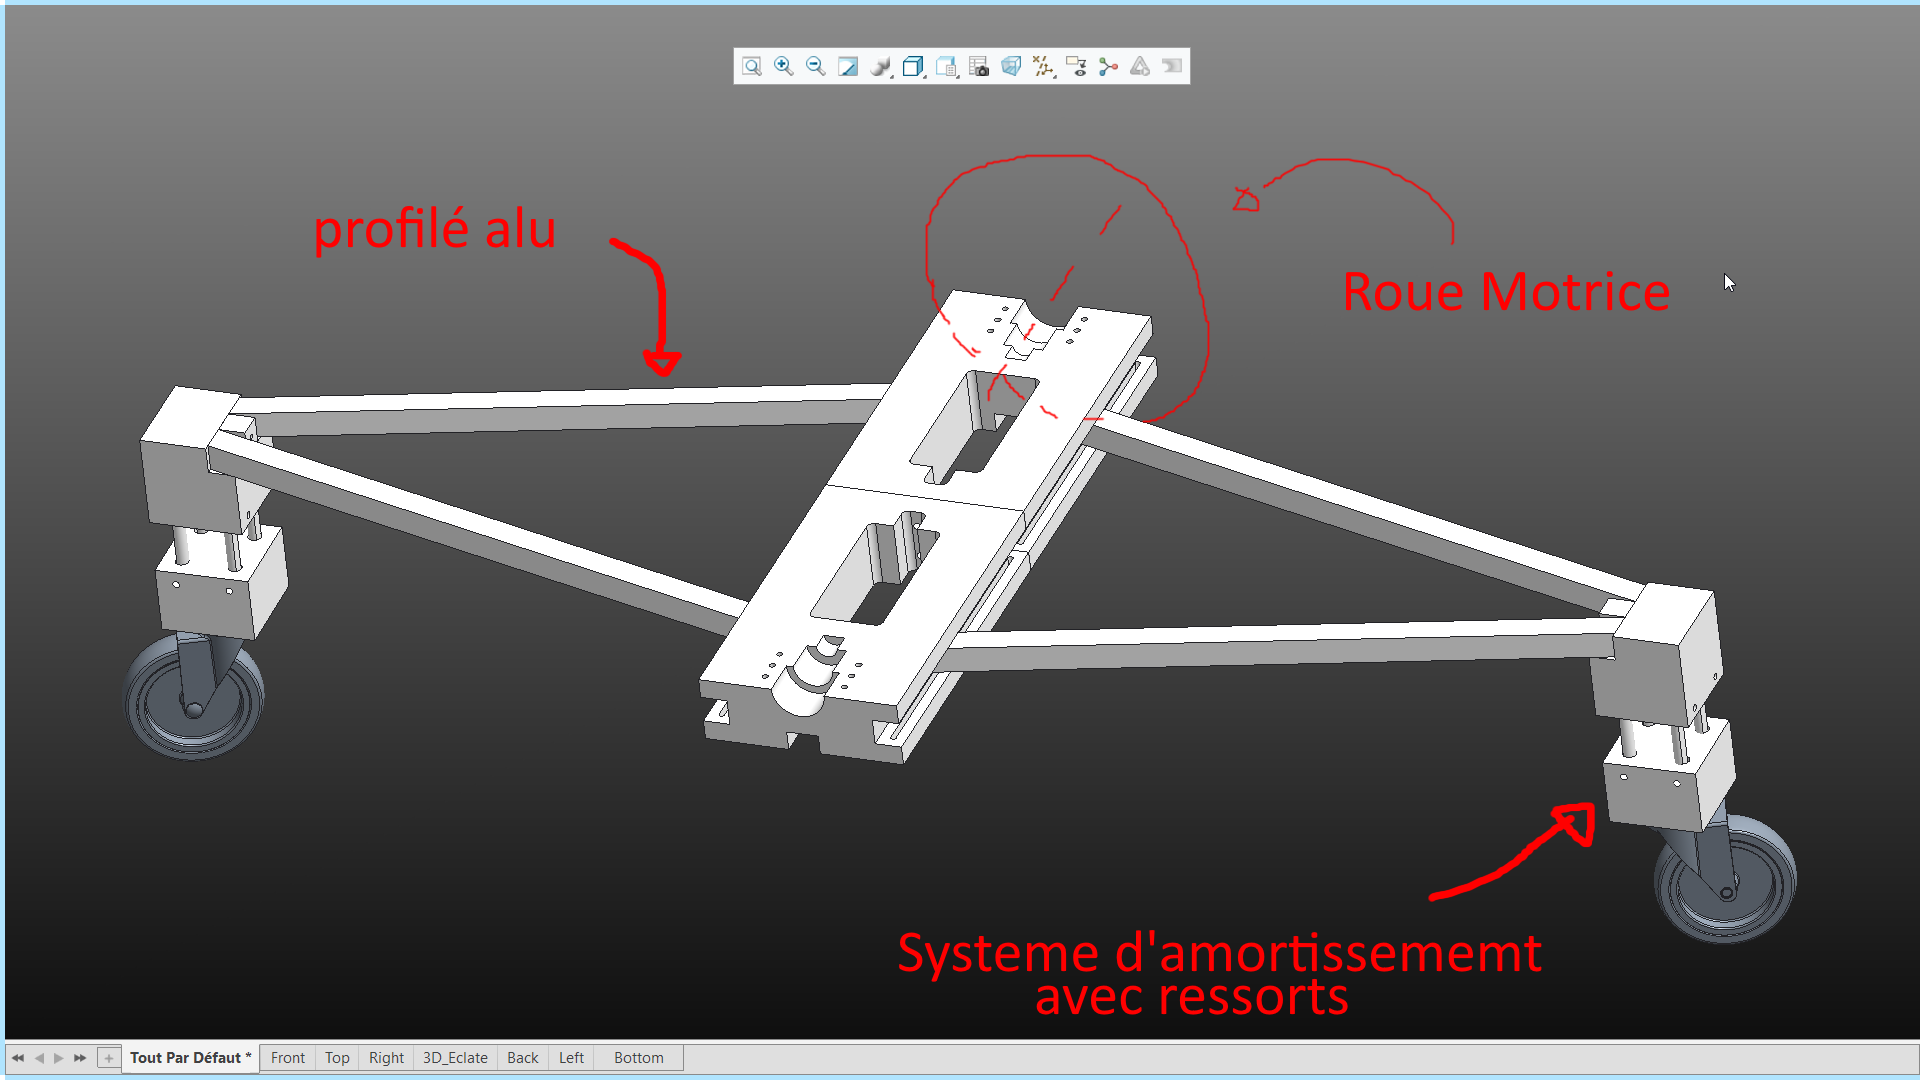 profilé alu
Roue Motrice
Systeme d'amortissememt
avec ressorts
Tout Par Défaut * Front Top Right 3D_Eclate Back Left Bottom